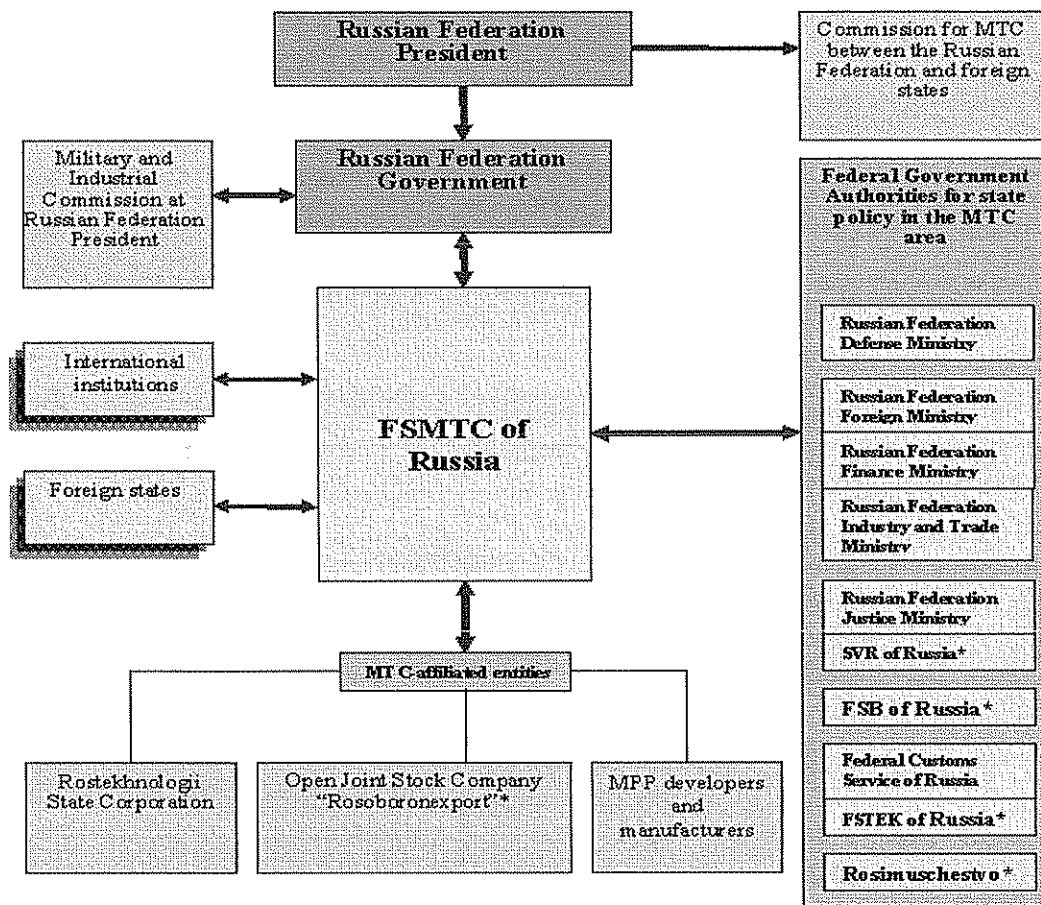 Russian Federation
President
Commission for MTC
between the Russian
Federation and foreign
states
Military and
Industrial
Commission at
Russian Federation
President
Russian Federation
Government
Federal Government
Authorities for state
policy in the MTC
area
Russian Federation
Defense Ministry
International
institutions
Russian Federation
Foreign Ministry
FSMTC of
Russia
Russian Federation
Finance Ministry
Foreign states
Russian Federation
Industry and Trade
Ministry
Russian Federation
Justice Ministry
SVR of Russia*
MTC-affiliated entities
FSB of Russia*
Rostekhnologii
State Corporation
Open Joint Stock Company
“Rosoboronexport”*
MPP developers
and
manufacturers
Federal Customs
Service of Russia
FSTEK of Russia*
Rosimuschestvo*